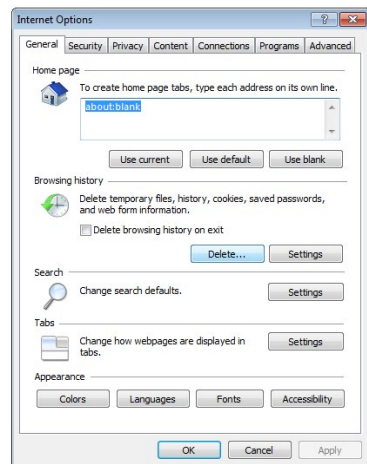 Internet Options
General Security Privacy Content Connections Programs Advanced
Home page
To create home page tabs, type each address on its own line.
about:blank
Use current Use default Use blank
Browsing history
Delete temporary files, history, cookies, saved passwords,
and web form information.
Delete browsing history on exit
Delete... Settings
Search
Change search defaults. Settings
Tabs
Change how webpages are displayed in
tabs. Settings
Appearance
Colors Languages Fonts Accessibility
OK Cancel Apply